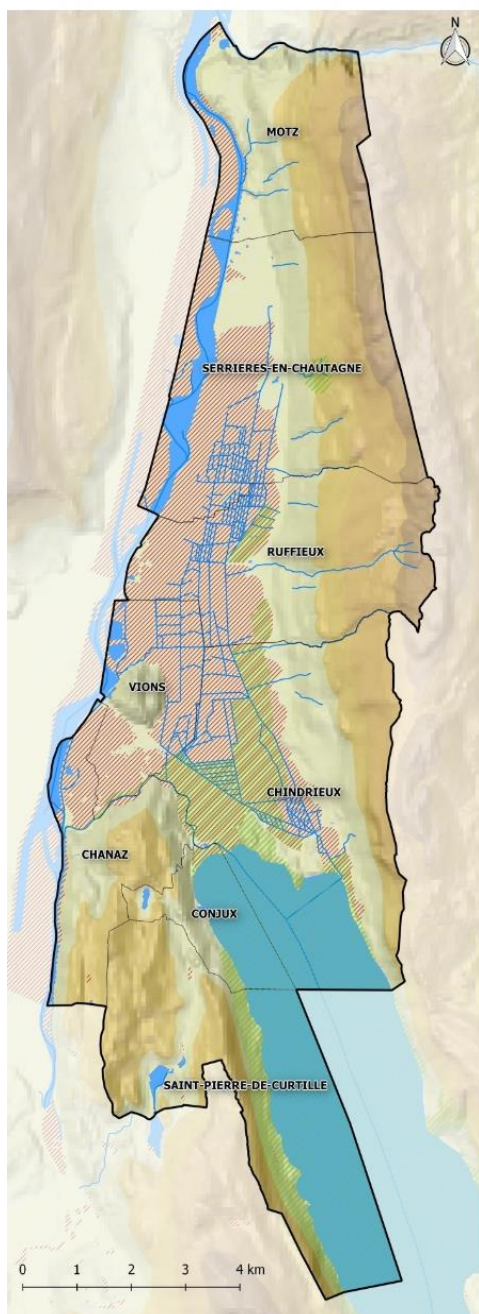 N
MOTZ
SERRIERES-EN-CHAUTAGNE
RUFFIEUX
VIONS
CHINDRIEUX
CHANAZ
CONJUX
SAINT-PIERRE-DE-CURTILLE
0 1 2 3 4 km